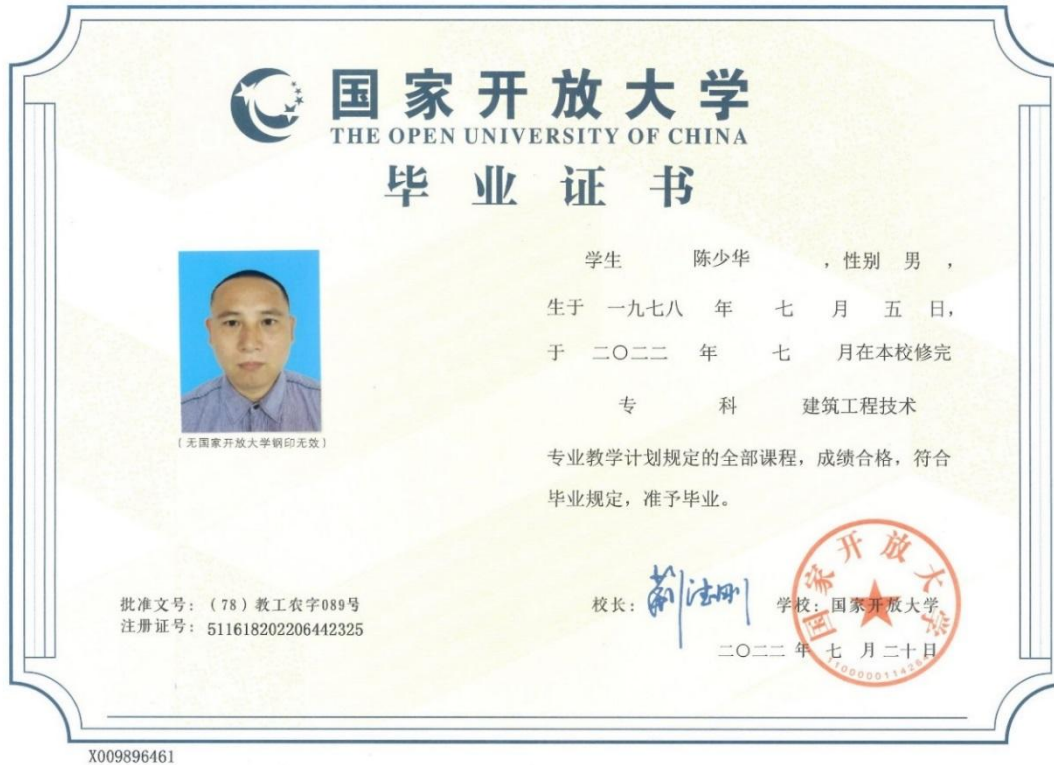 国家开放大学
THE OPEN UNIVERSITY OF CHINA
毕业证书
学生 陈少华 ，性别 男 ，
生于 一九七八 年 七 月 五 日，
于 二〇二二 年 七 月在本校修完
专 科 建筑工程技术
专业教学计划规定的全部课程，成绩合格，符合
毕业规定，准予毕业。
（无国家开放大学钢印无效）
批准文号：（78）教工农字089号
注册证号：511618202206442325
校长： 荆德刚 学校：国家开放大学
二〇二二 年 七 月 二十 日
国家开放大学
X009896461